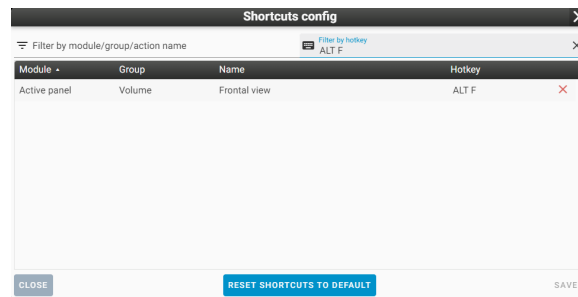 Shortcuts config
Filter by module/group/action name
Filter by hotkey
ALT F
Module Group Name Hotkey
Active panel Volume Frontal view ALT F
CLOSE RESET SHORTCUTS TO DEFAULT SAVE